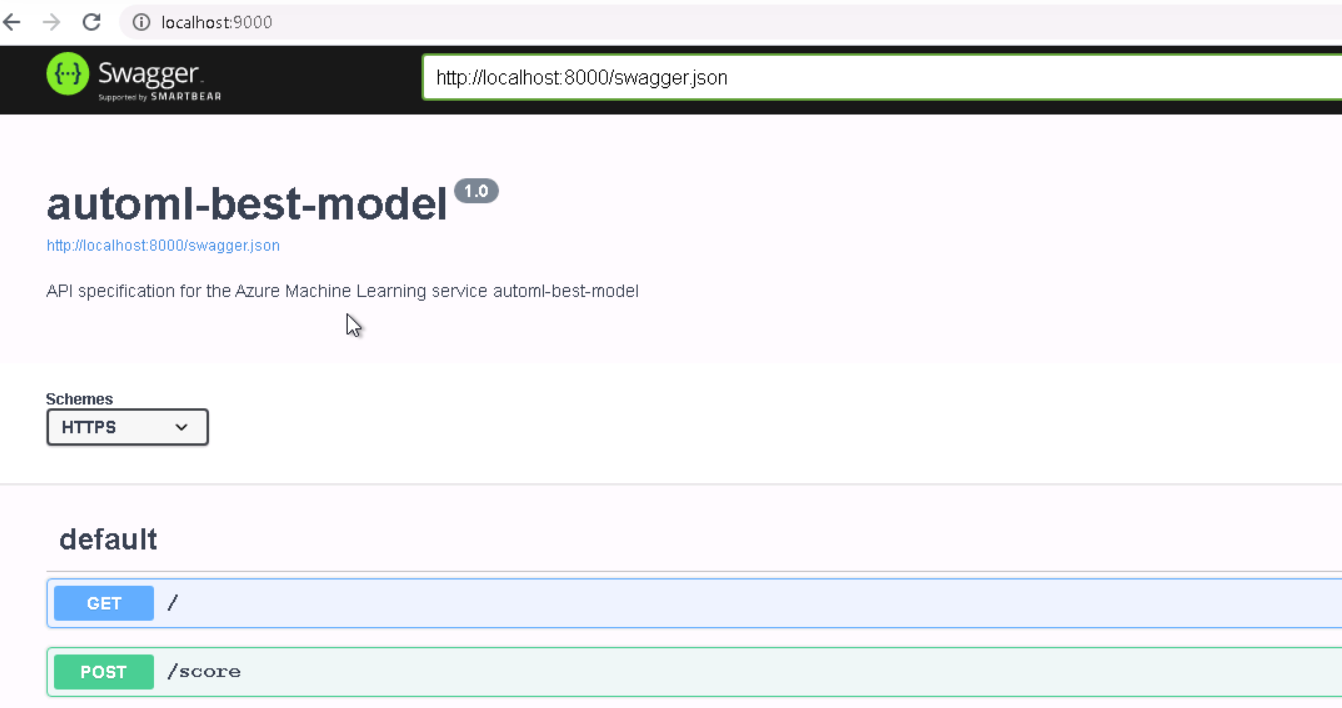 localhost:9000
{...} Swagger.
Supported by SMARTBEAR
http://localhost:8000/swagger.json
automl-best-model 1.0
http://localhost:8000/swagger.json
API specification for the Azure Machine Learning service automl-best-model
Schemes
HTTPS
default
GET /
POST /score